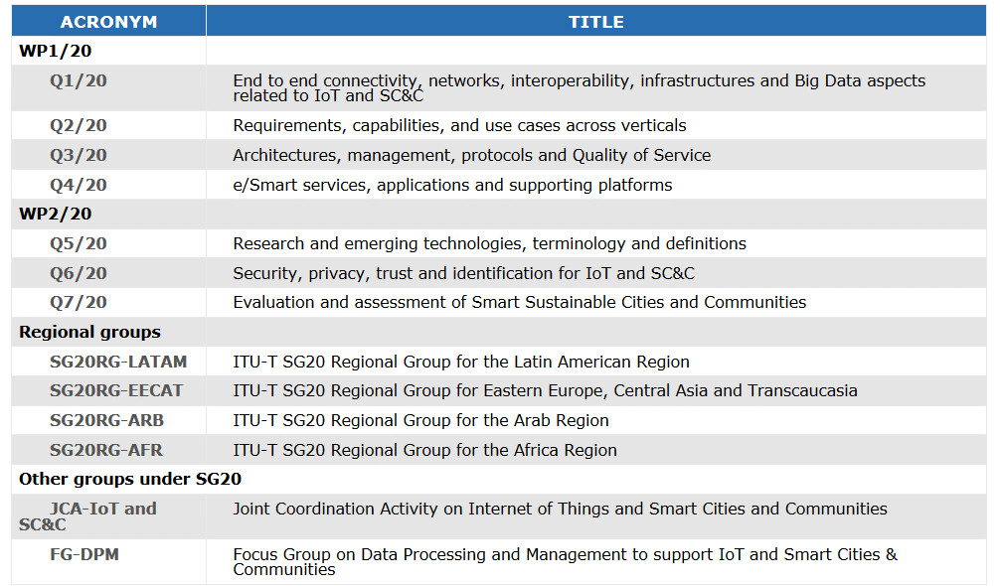 ACRONYM TITLE
WP1/20
Q1/20 End to end connectivity, networks, interoperability, infrastructures and Big Data aspects
related to IoT and SC&C
Q2/20 Requirements, capabilities, and use cases across verticals
Q3/20 Architectures, management, protocols and Quality of Service
Q4/20 e/Smart services, applications and supporting platforms
WP2/20
Q5/20 Research and emerging technologies, terminology and definitions
Q6/20 Security, privacy, trust and identification for IoT and SC&C
Q7/20 Evaluation and assessment of Smart Sustainable Cities and Communities
Regional groups
SG20RG-LATAM ITU-T SG20 Regional Group for the Latin American Region
SG20RG-EECAT ITU-T SG20 Regional Group for Eastern Europe, Central Asia and Transcaucasia
SG20RG-ARB ITU-T SG20 Regional Group for the Arab Region
SG20RG-AFR ITU-T SG20 Regional Group for the Africa Region
Other groups under SG20
JCA-IoT and Joint Coordination Activity on Internet of Things and Smart Cities and Communities
SC&C
FG-DPM Focus Group on Data Processing and Management to support IoT and Smart Cities &
Communities